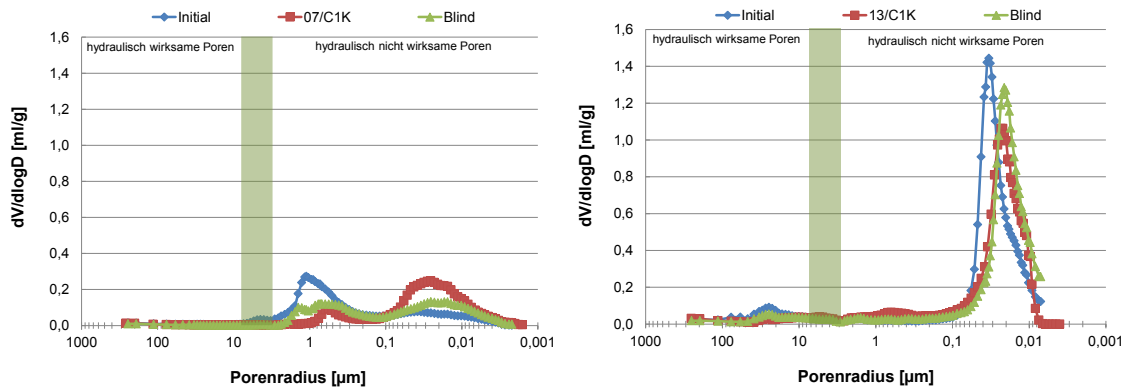 Initial 07/C1K Blind
1,6
1,4
1,2
1,0
0,8
0,6
0,4
0,2
0,0
dV/dlogD [ml/g]
hydraulisch wirksame Poren hydraulisch nicht wirksame Poren
1000 100 10 1 0,1 0,01 0,001
Porenradius [µm]
Initial 13/C1K Blind
1,6
1,4
1,2
1,0
0,8
0,6
0,4
0,2
0,0
dV/dlogD [ml/g]
hydraulisch wirksame Poren hydraulisch nicht wirksame Poren
1000 100 10 1 0,1 0,01 0,001
Porenradius [µm]